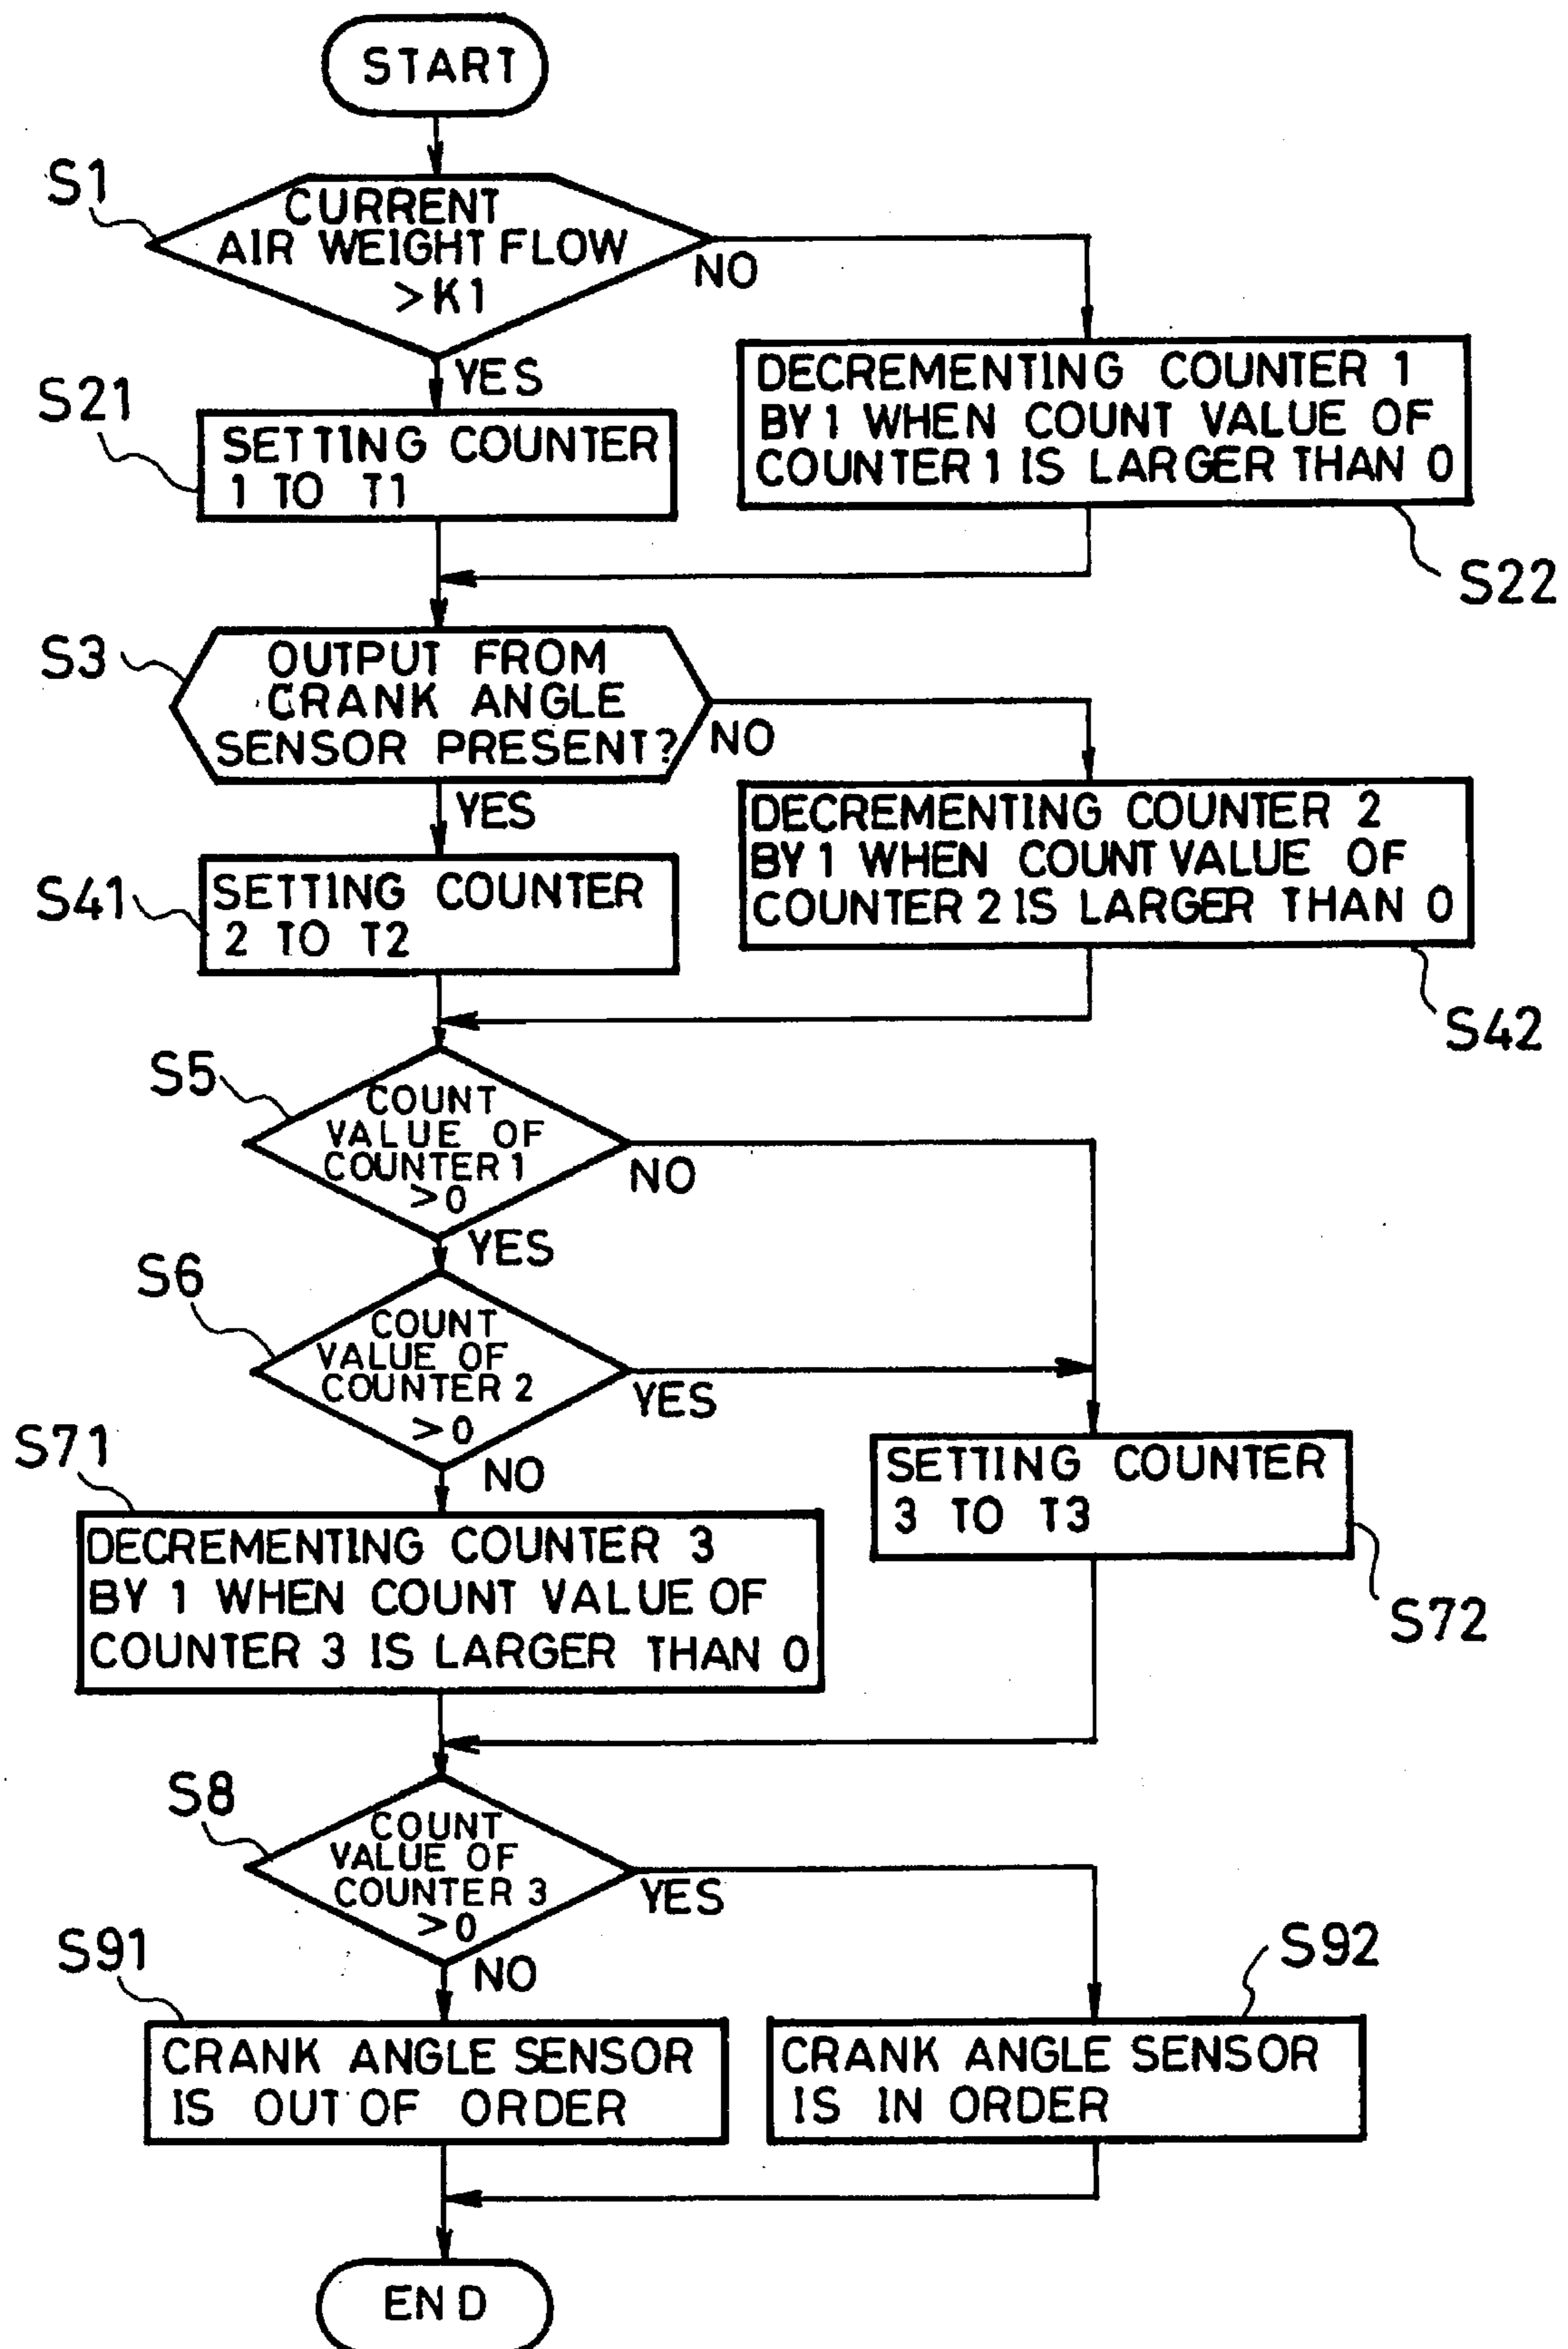 START
S1
CURRENT
AIR WEIGHT FLOW
>K1
NO
YES
S21
SETTING COUNTER
1 TO T1
DECREMENTING COUNTER 1
BY 1 WHEN COUNT VALUE OF
COUNTER 1 IS LARGER THAN 0
S22
S3
OUTPUT FROM
CRANK ANGLE
SENSOR PRESENT?
NO
YES
S41
SETTING COUNTER
2 TO T2
DECREMENTING COUNTER 2
BY 1 WHEN COUNT VALUE OF
COUNTER 2 IS LARGER THAN 0
S42
S5
COUNT
VALUE OF
COUNTER 1
>0
NO
YES
S6
COUNT
VALUE OF
COUNTER 2
>0
YES
NO
S71
DECREMENTING COUNTER 3
BY 1 WHEN COUNT VALUE OF
COUNTER 3 IS LARGER THAN 0
SETTING COUNTER
3 TO T3
S72
S8
COUNT
VALUE OF
COUNTER 3
>0
YES
NO
S91
CRANK ANGLE SENSOR
IS OUT OF ORDER
S92
CRANK ANGLE SENSOR
IS IN ORDER
END